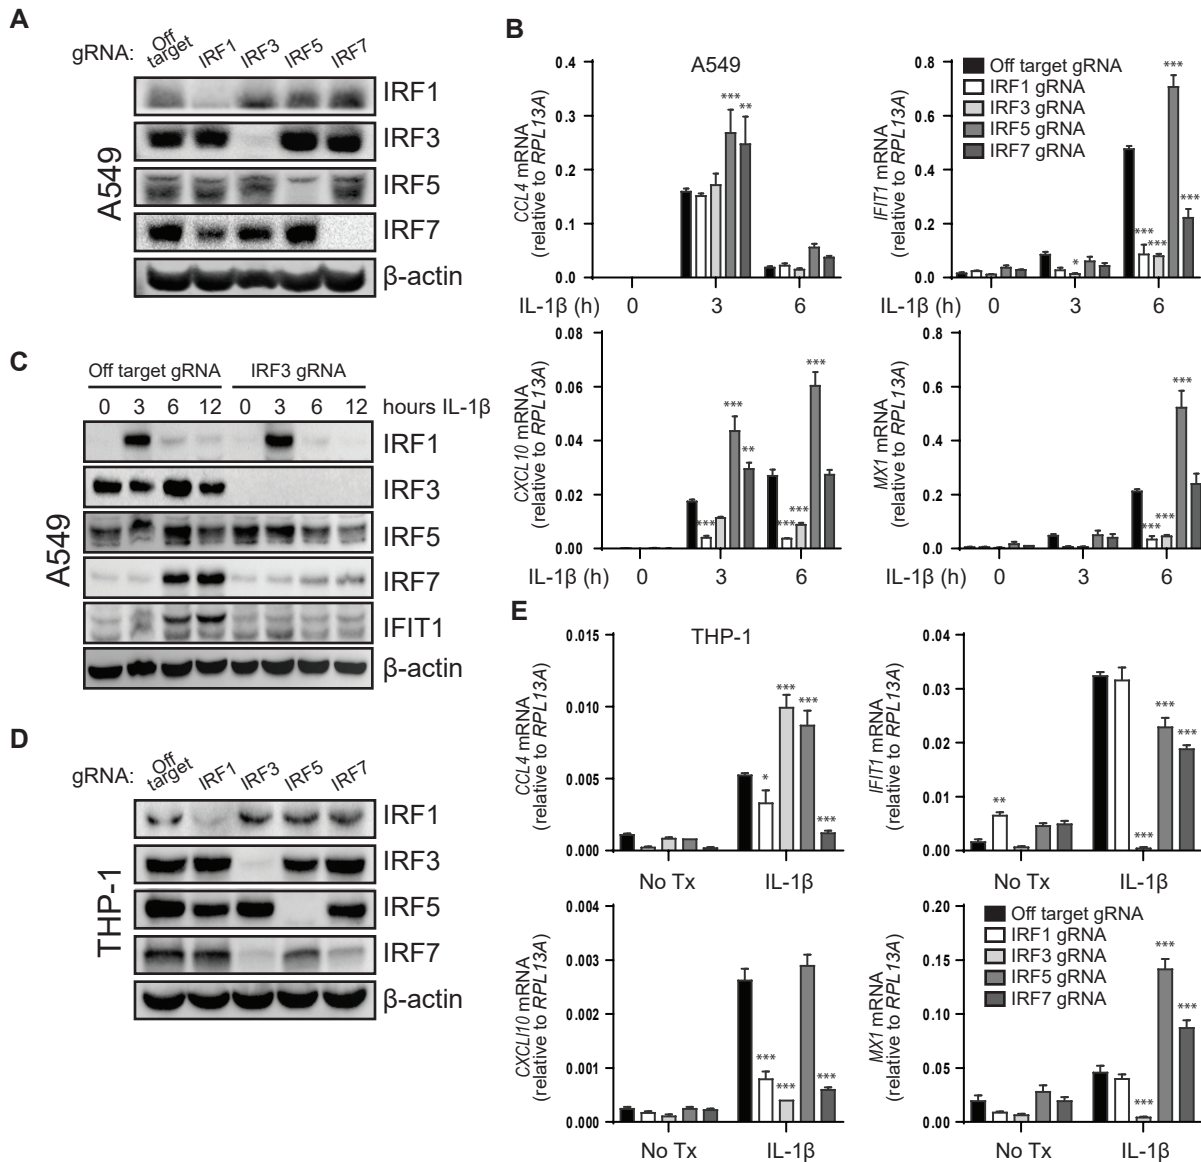 A
gRNA: Off target IRF1 IRF3 IRF5 IRF7
A549
IRF1
IRF3
IRF5
IRF7
β-actin
B
A549
CCL4 mRNA
(relative to RPL13A)
0.4
0.3
0.2
0.1
0.0
*** **
IL-1β (h) 0 3 6
IFIT1 mRNA
(relative to RPL13A)
0.8
0.6
0.4
0.2
0.0
Off target gRNA
IRF1 gRNA
IRF3 gRNA
IRF5 gRNA
IRF7 gRNA
* *** *** *** ***
IL-1β (h) 0 3 6
CXCL10 mRNA
(relative to RPL13A)
0.08
0.06
0.04
0.02
0.00
*** *** ** *** *** ***
IL-1β (h) 0 3 6
MX1 mRNA
(relative to RPL13A)
0.8
0.6
0.4
0.2
0.0
*** *** ***
IL-1β (h) 0 3 6
C
Off target gRNA IRF3 gRNA
0 3 6 12 0 3 6 12 hours IL-1β
A549
IRF1
IRF3
IRF5
IRF7
IFIT1
β-actin
D
gRNA: Off target IRF1 IRF3 IRF5 IRF7
THP-1
IRF1
IRF3
IRF5
IRF7
β-actin
E
THP-1
CCL4 mRNA
(relative to RPL13A)
0.015
0.010
0.005
0.000
* *** *** ***
No Tx IL-1β
IFIT1 mRNA
(relative to RPL13A)
0.04
0.03
0.02
0.01
0.00
** *** *** ***
No Tx IL-1β
CXCLl10 mRNA
(relative to RPL13A)
0.004
0.003
0.002
0.001
0.000
*** *** ***
No Tx IL-1β
MX1 mRNA
(relative to RPL13A)
0.20
0.15
0.10
0.05
0.00
Off target gRNA
IRF1 gRNA
IRF3 gRNA
IRF5 gRNA
IRF7 gRNA
*** *** ***
No Tx IL-1β